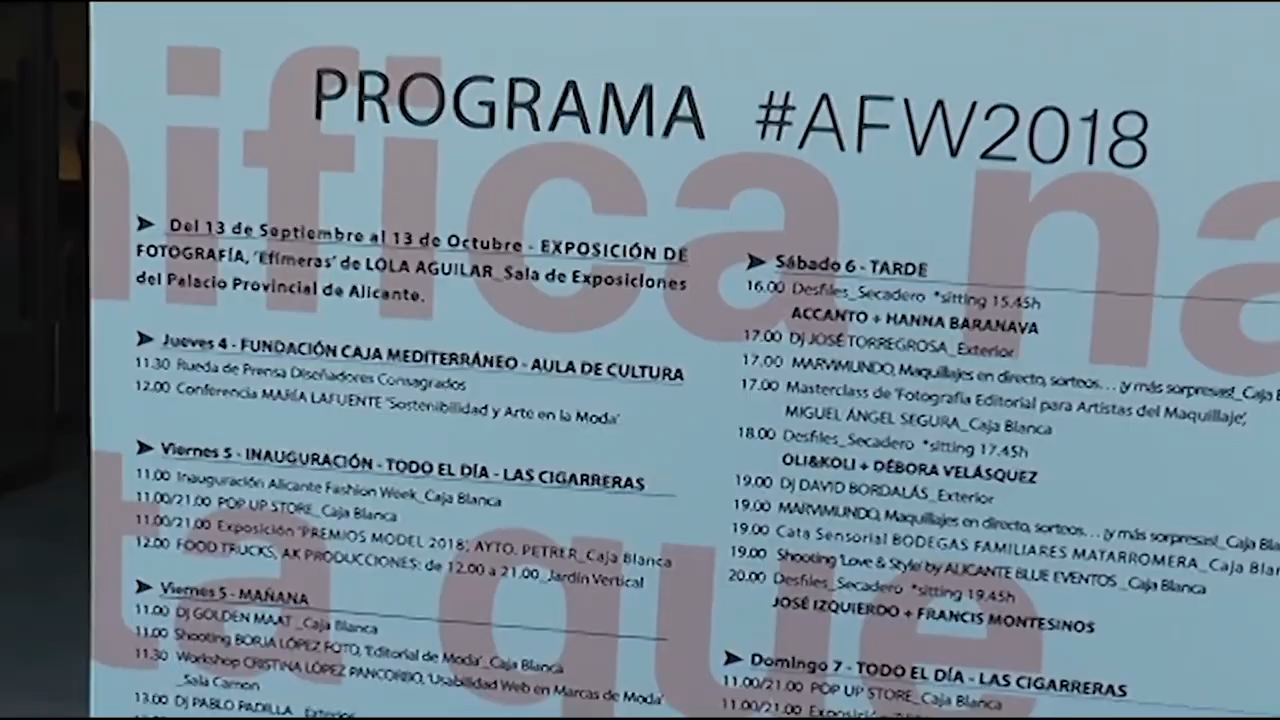 PROGRAMA #AFW2018
➤ Del 13 de Septiembre al 13 de Octubre - EXPOSICIÓN DE
FOTOGRAFÍA, 'Efímeras' de LOLA AGUILAR_Sala de Exposiciones
del Palacio Provincial de Alicante.
➤ Jueves 4 - FUNDACIÓN CAJA MEDITERRÁNEO - AULA DE CULTURA
11.30 Rueda de Prensa Diseñadores Consagrados
12.00 Conferencia MARÍA LAFUENTE 'Sostenibilidad y Arte en la Moda'
➤ Viernes 5 - INAUGURACIÓN - TODO EL DÍA - LAS CIGARRERAS
11.00 Inauguración Alicante Fashion Week_Caja Blanca
11.00/21.00 POP UP STORE_Caja Blanca
11.00/21.00 Exposición 'PREMIOS MODEL 2018', AYTO. PETRER_Caja Blanca
12.00 FOOD TRUCKS, AK PRODUCCIONES: de 12.00 a 21.00_Jardín Vertical
➤ Viernes 5 - MAÑANA
11.00 DJ GOLDEN MAAT_Caja Blanca
11.00 Shooting BORJA LÓPEZ FOTO, 'Editorial de Moda'_Caja Blanca
11.30 Workshop CRISTINA LÓPEZ PANCORBO, 'Usabilidad Web en Marcas de Moda'
_Sala Camon
13.00 DJ PABLO PADILLA_Exterior
➤ Sábado 6 - TARDE
16.00 Desfiles_Secadero *sitting 15.45h
ACCANTO + HANNA BARANAVA
17.00 DJ JOSÉ TORREGROSA_Exterior
17.00 MARVIMUNDO, Maquillajes en directo, sorteos... ¡y más sorpresas!_Caja
17.00 Masterclass de 'Fotografía Editorial para Artistas del Maquillaje',
MIGUEL ÁNGEL SEGURA_Caja Blanca
18.00 Desfiles_Secadero *sitting 17.45h
OLI&KOLI + DÉBORA VELÁSQUEZ
19.00 DJ DAVID BORDALÁS_Exterior
19.00 MARVIMUNDO, Maquillajes en directo, sorteos... ¡y más sorpresas!_Caja Bla
19.00 Cata Sensorial BODEGAS FAMILIARES MATARROMERA_Caja Blan
19.00 Shooting 'Love & Style' by ALICANTE BLUE EVENTOS_Caja Blanca
20.00 Desfiles_Secadero *sitting 19.45h
JOSÉ IZQUIERDO + FRANCIS MONTESINOS
➤ Domingo 7 - TODO EL DÍA - LAS CIGARRERAS
11.00/21.00 POP UP STORE_Caja Blanca
11.00/21.00
nifica na
ta que